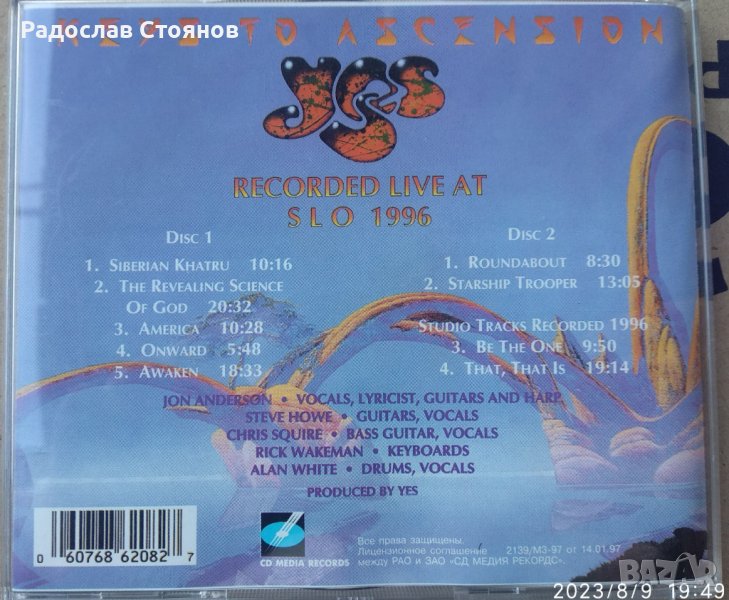 Радослав Стоянов
KEYS TO ASCENSION
YES
RECORDED LIVE AT
SLO 1996
DISC 1
1. SIBERIAN KHATRU 10:16
2. THE REVEALING SCIENCE
OF GOD 20:32
3. AMERICA 10:28
4. ONWARD 5:48
5. AWAKEN 18:33
DISC 2
1. ROUNDABOUT 8:30
2. STARSHIP TROOPER 13:05
STUDIO TRACKS RECORDED 1996
3. BE THE ONE 9:50
4. THAT, THAT IS 19:14
JON ANDERSON • VOCALS, LYRICIST, GUITARS AND HARP
STEVE HOWE • GUITARS, VOCALS
CHRIS SQUIRE • BASS GUITAR, VOCALS
RICK WAKEMAN • KEYBOARDS
ALAN WHITE • DRUMS, VOCALS
PRODUCED BY YES
0 60768 62082 7
CD MEDIA RECORDS
Все права защищены.
Лицензионное соглашение 2139/МЗ-97 от 14.01.97
между РАО и ЗАО «СД МЕДИЯ РЕКОРДС».
BAZAR
2023/8/9 19:49